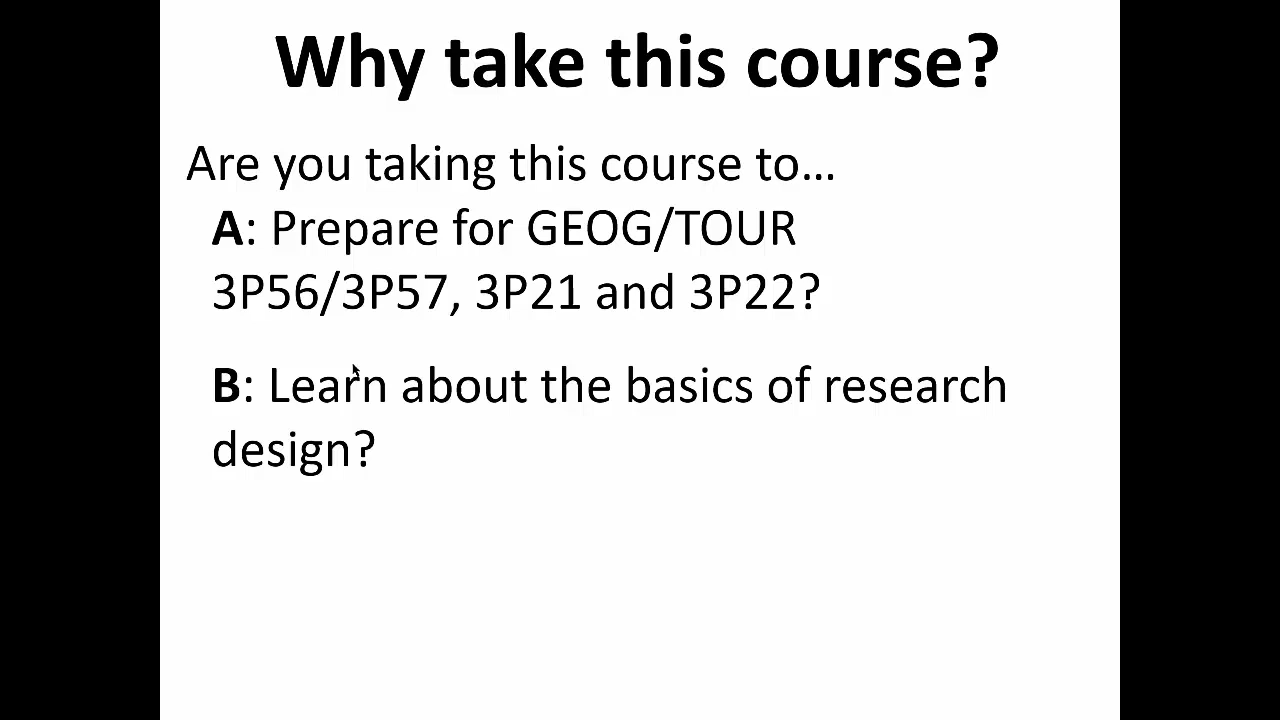 Why take this course?
Are you taking this course to…
A: Prepare for GEOG/TOUR
3P56/3P57, 3P21 and 3P22?
B: Learn about the basics of research
design?